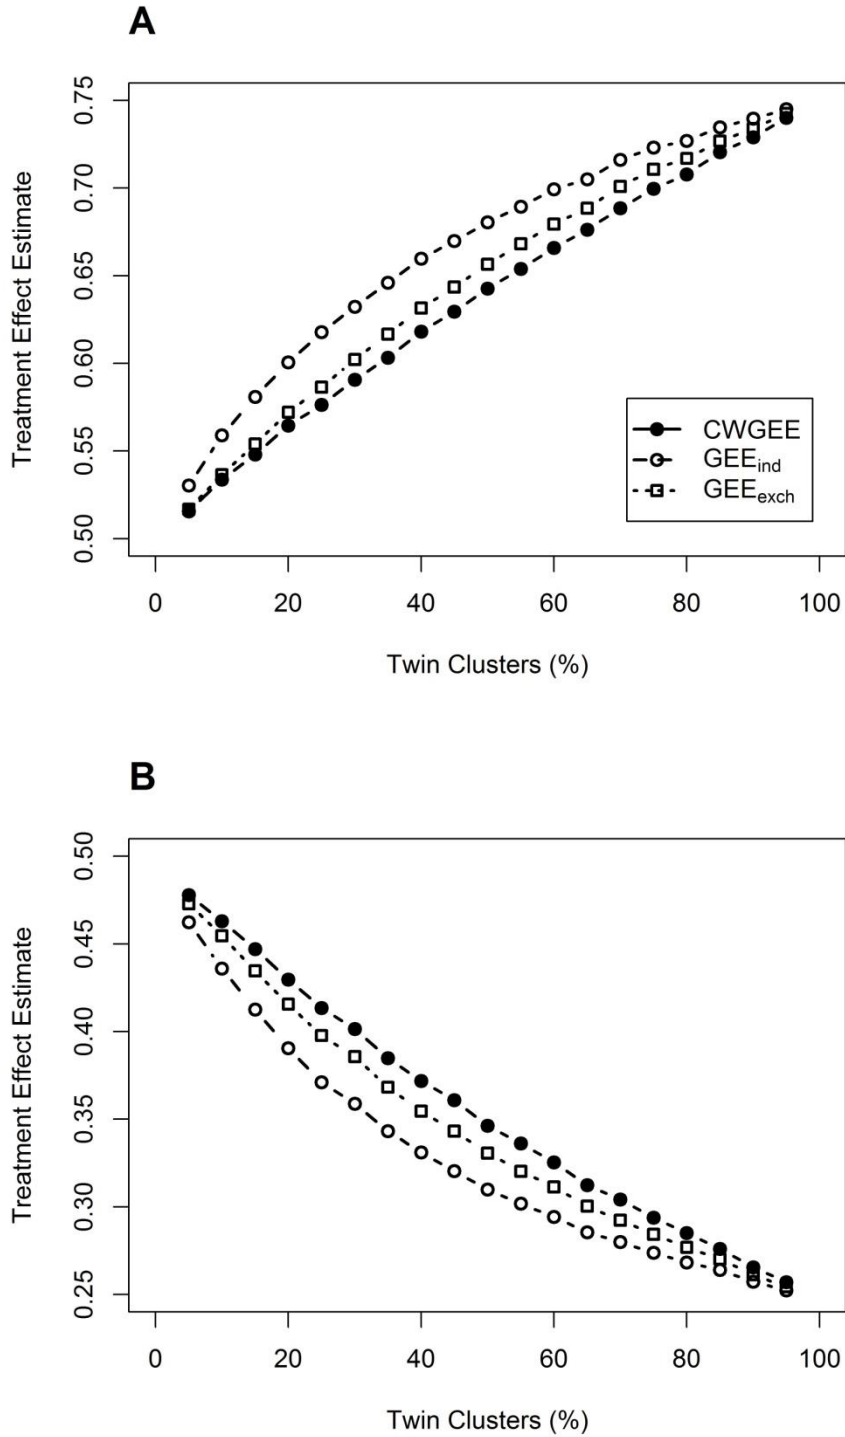 A
Treatment Effect Estimate
0.75
0.70
0.65
0.60
0.55
0.50
CWGEE
GEEind
GEEexch
0 20 40 60 80 100
Twin Clusters (%)
B
Treatment Effect Estimate
0.50
0.45
0.40
0.35
0.30
0.25
0 20 40 60 80 100
Twin Clusters (%)